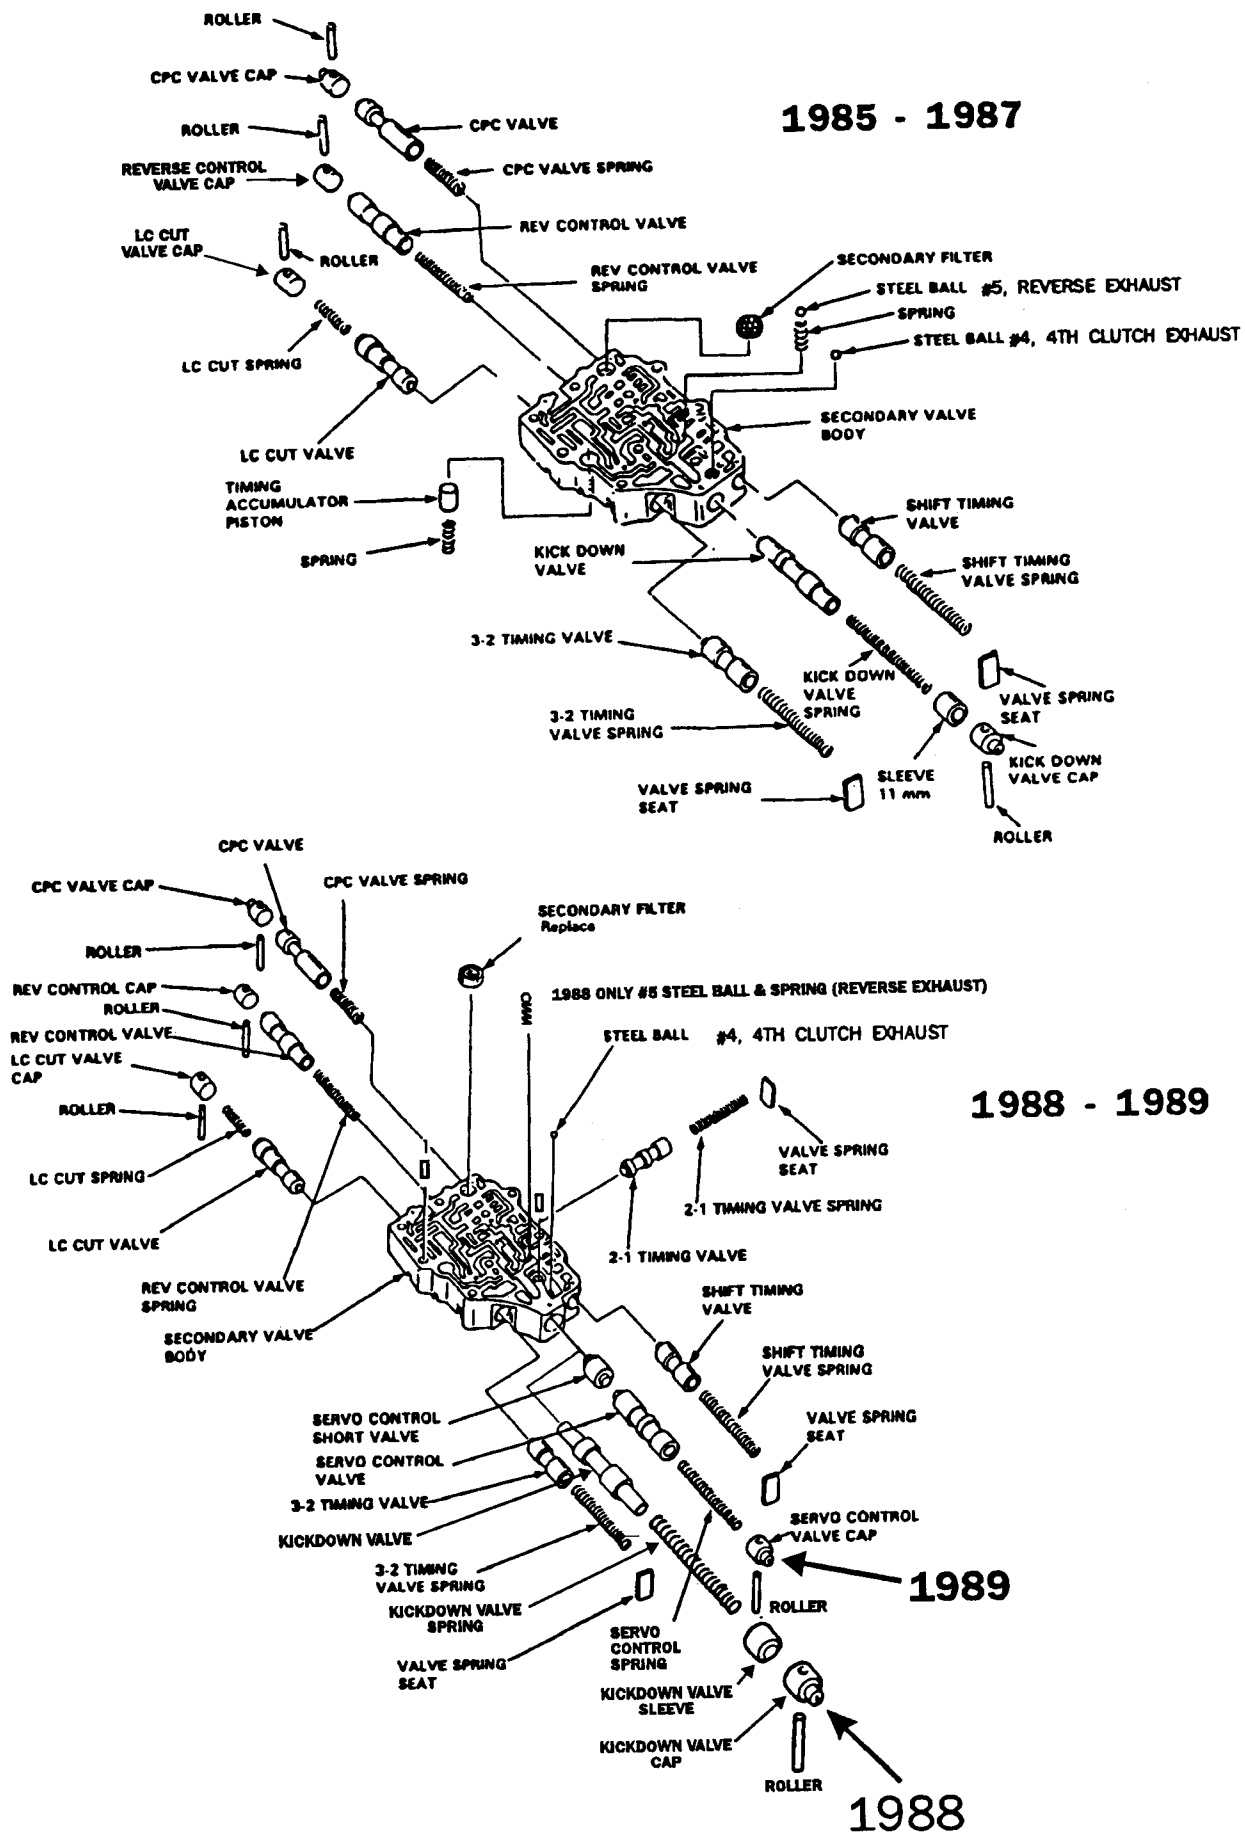 ROLLER
CPC VALVE CAP
1985 - 1987
CPC VALVE
ROLLER
REVERSE CONTROL
VALVE CAP
CPC VALVE SPRING
LC CUT
VALVE CAP
REV CONTROL VALVE
ROLLER
REV CONTROL VALVE
SPRING
SECONDARY FILTER
STEEL BALL #5, REVERSE EXHAUST
SPRING
STEEL BALL #4, 4TH CLUTCH EXHAUST
LC CUT SPRING
SECONDARY VALVE
BODY
LC CUT VALVE
TIMING
ACCUMULATOR
PISTON
SHIFT TIMING
VALVE
SPRING
KICK DOWN
VALVE
SHIFT TIMING
VALVE SPRING
3-2 TIMING VALVE
KICK DOWN
VALVE
SPRING
VALVE SPRING
SEAT
3-2 TIMING
VALVE SPRING
KICK DOWN
VALVE CAP
SLEEVE
11 mm
VALVE SPRING
SEAT
ROLLER
CPC VALVE
CPC VALVE CAP
CPC VALVE SPRING
SECONDARY FILTER
Replace
ROLLER
REV CONTROL CAP
1988 ONLY #5 STEEL BALL & SPRING (REVERSE EXHAUST)
ROLLER
REV CONTROL VALVE
STEEL BALL #4, 4TH CLUTCH EXHAUST
LC CUT VALVE
CAP
1988 - 1989
ROLLER
VALVE SPRING
SEAT
LC CUT SPRING
2-1 TIMING VALVE SPRING
LC CUT VALVE
2-1 TIMING VALVE
REV CONTROL VALVE
SPRING
SHIFT TIMING
VALVE
SECONDARY VALVE
BODY
SHIFT TIMING
VALVE SPRING
SERVO CONTROL
SHORT VALVE
VALVE SPRING
SEAT
SERVO CONTROL
VALVE
3-2 TIMING VALVE
SERVO CONTROL
VALVE CAP
KICKDOWN VALVE
3-2 TIMING
VALVE SPRING
1989
KICKDOWN VALVE
SPRING
ROLLER
SERVO
CONTROL
SPRING
VALVE SPRING
SEAT
KICKDOWN VALVE
SLEEVE
KICKDOWN VALVE
CAP
ROLLER
1988